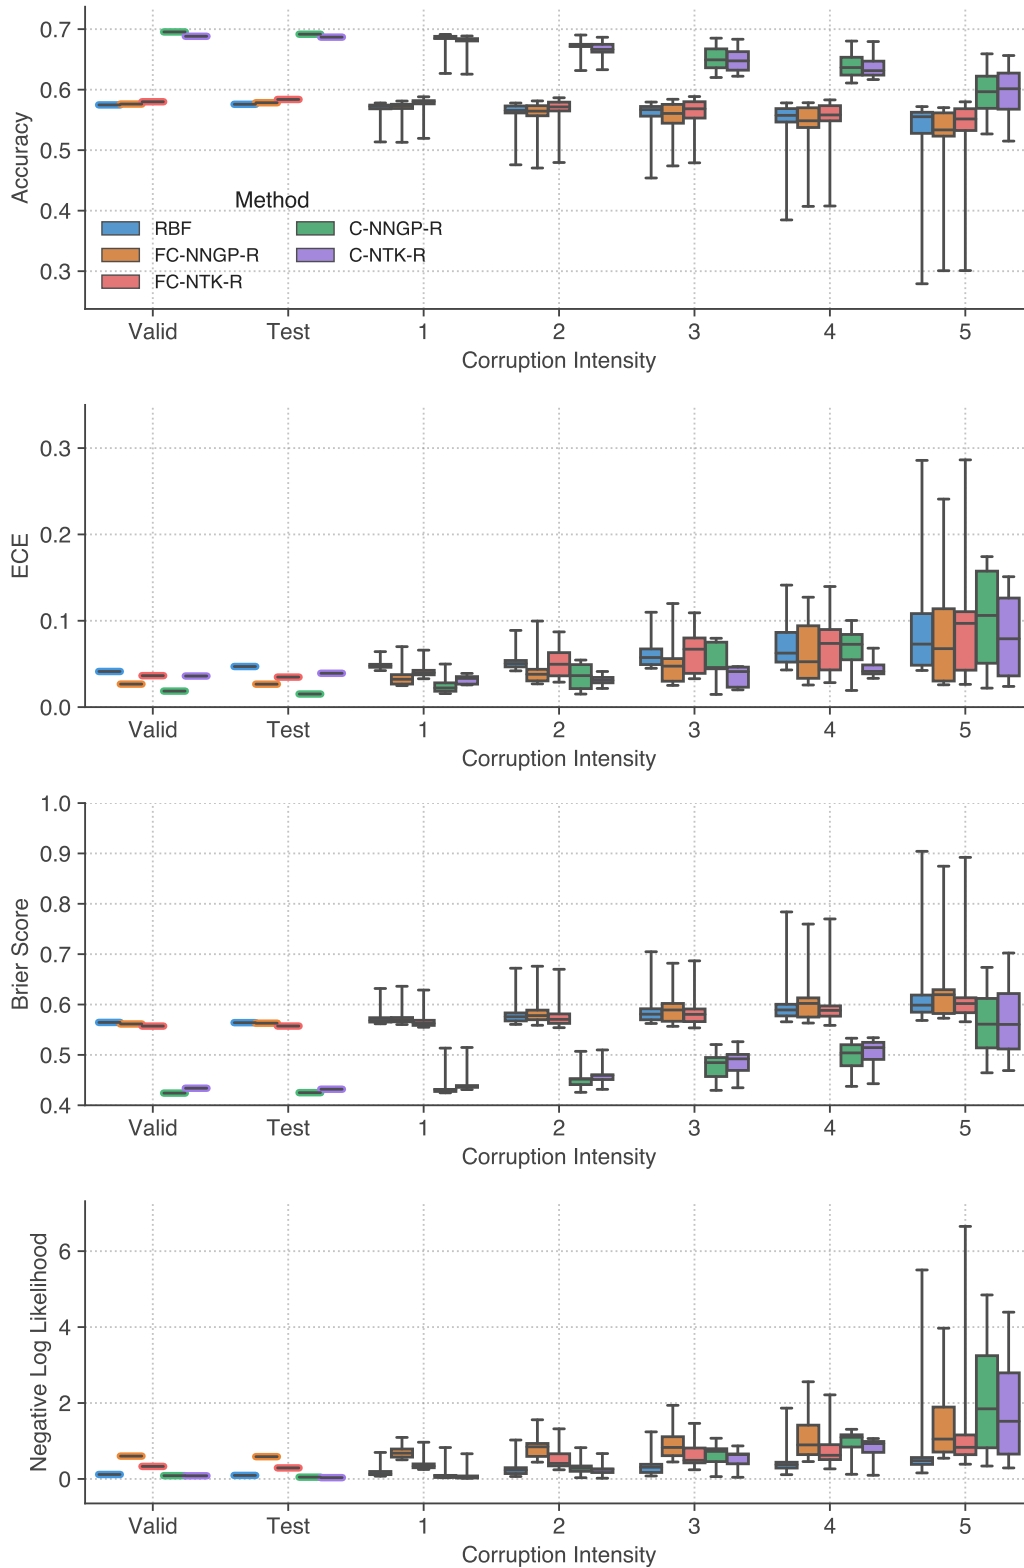 0.7
0.6
0.5
0.4
0.3
Accuracy
Method
RBF
FC-NNGP-R
FC-NTK-R
C-NNGP-R
C-NTK-R
Valid Test 1 2 3 4 5
Corruption Intensity
0.3
0.2
0.1
0.0
ECE
Valid Test 1 2 3 4 5
Corruption Intensity
1.0
0.9
0.8
0.7
0.6
0.5
0.4
Brier Score
Valid Test 1 2 3 4 5
Corruption Intensity
6
4
2
0
Negative Log Likelihood
Valid Test 1 2 3 4 5
Corruption Intensity